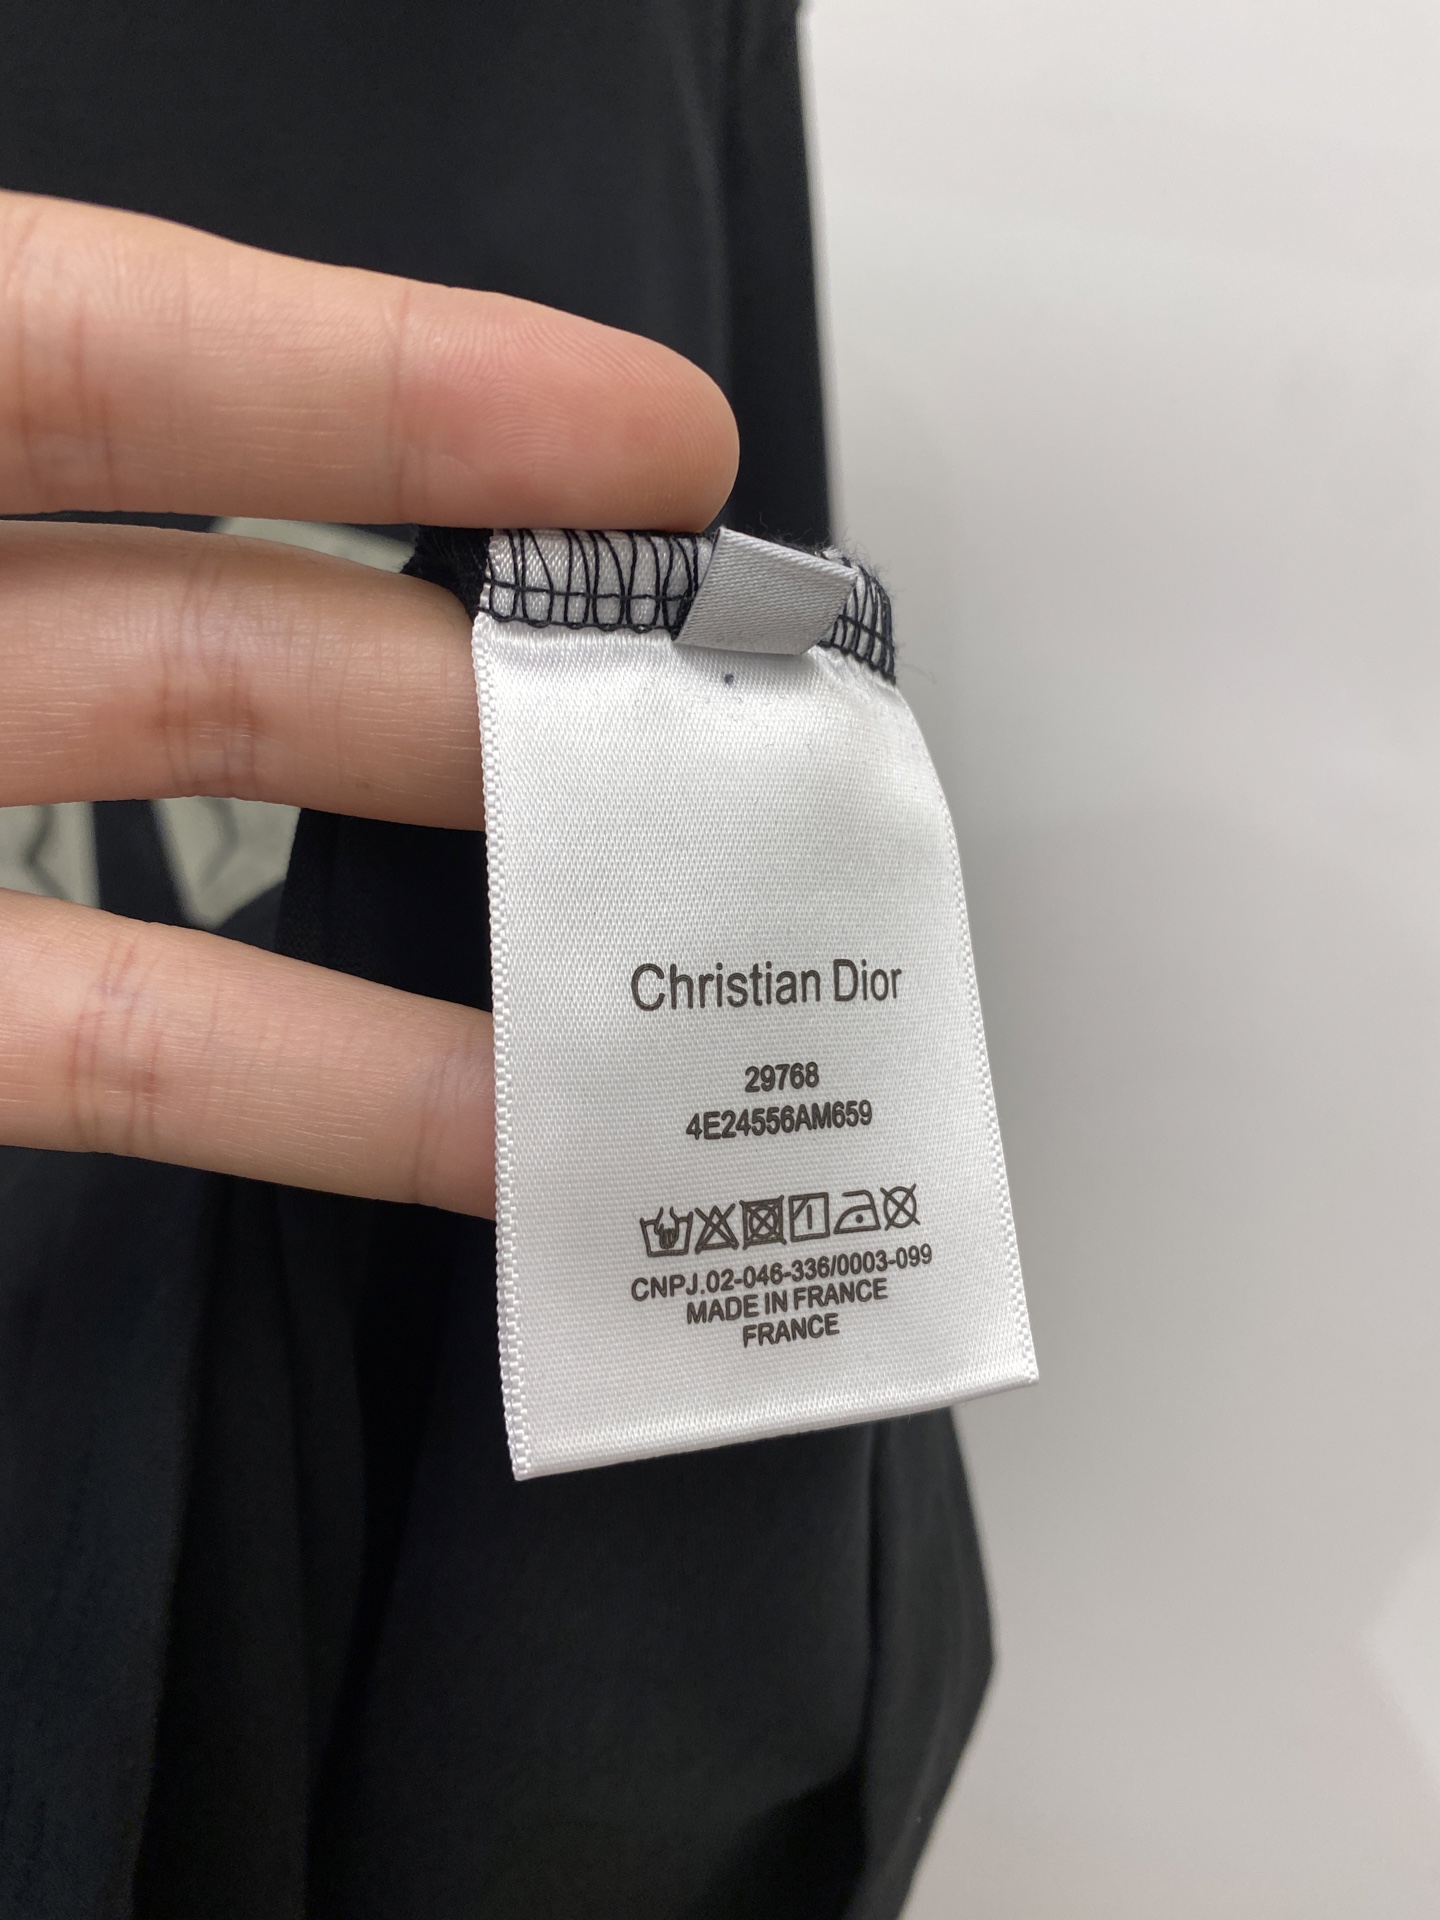 Christian Dior
29768
4E24556AM659
CNPJ.02-046-336/0003-099
MADE IN FRANCE
FRANCE